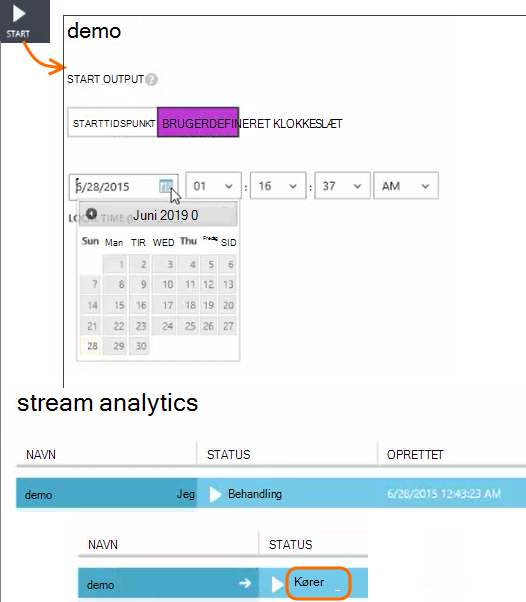 START
demo
START OUTPUT
STARTTIDSPUNKT BRUGERDEFINERET KLOKKESLÆT
6/28/2015 01 : 16 : 37 AM
Juni 2019 0
Sun Man TIR WED Thu Fredag SID
1 2 3 4 5 6
7 8 9 10 11 12 13
14 15 16 17 18 19 20
21 22 23 24 25 26 27
28 29 30
stream analytics
NAVN STATUS OPRETTET
demo Jeg Behandling 6/28/2015 12:43:23 AM
NAVN STATUS
demo Kører